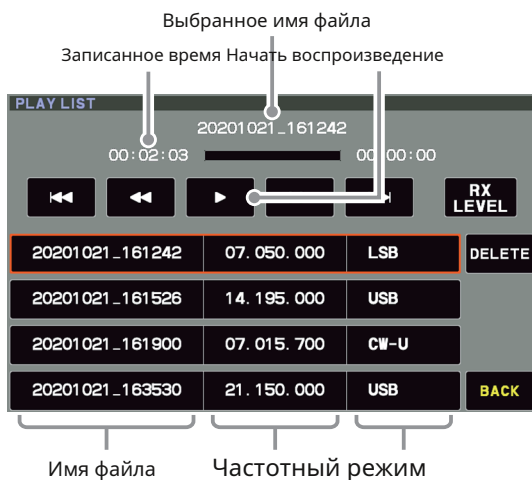 Выбранное имя файла
Записанное время Начать воспроизведение
PLAY LIST
20201021_161242
00:02:03 00:00:00
RX
LEVEL
20201021_161242 07.050.000 LSB DELETE
20201021_161526 14.195.000 USB
20201021_161900 07.015.700 CW-U
20201021_163530 21.150.000 USB BACK
Имя файла Частотный режим